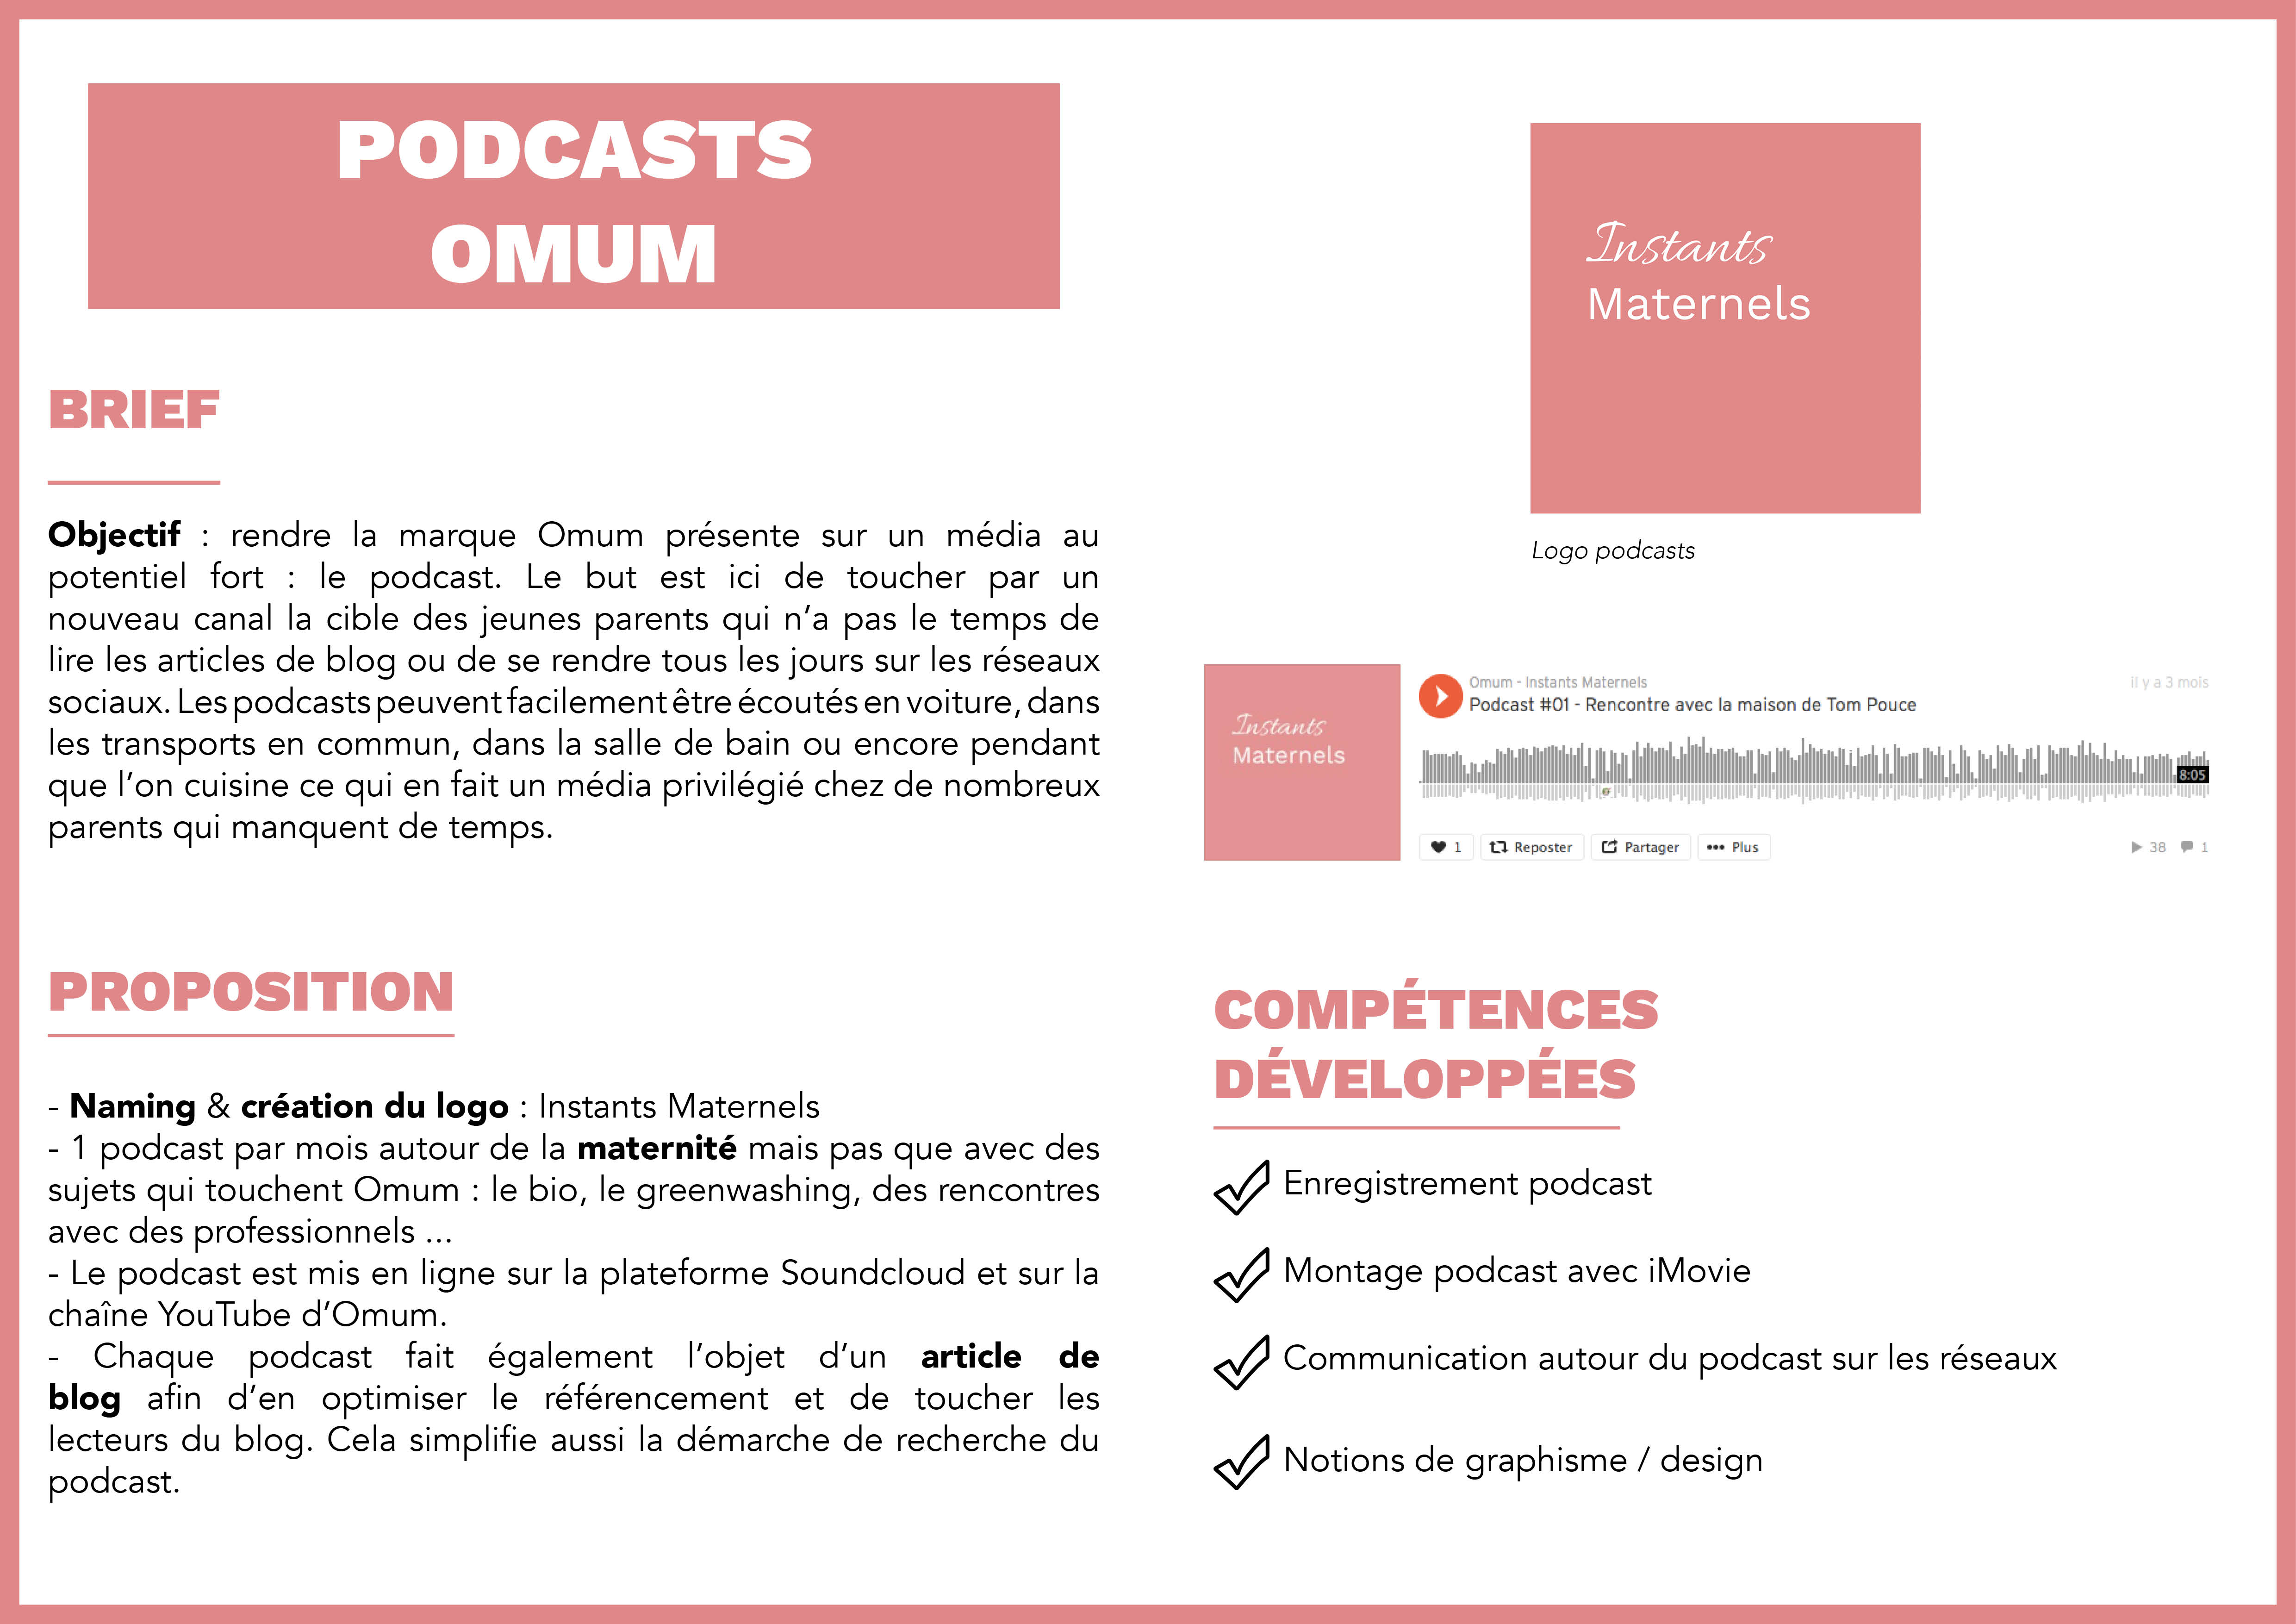 PODCASTS
OMUM
BRIEF
Objectif : rendre la marque Omum présente sur un média au
potentiel fort : le podcast. Le but est ici de toucher par un
nouveau canal la cible des jeunes parents qui n’a pas le temps de
lire les articles de blog ou de se rendre tous les jours sur les réseaux
sociaux. Les podcasts peuvent facilement être écoutés en voiture, dans
les transports en commun, dans la salle de bain ou encore pendant
que l’on cuisine ce qui en fait un média privilégié chez de nombreux
parents qui manquent de temps.
PROPOSITION
- Naming & création du logo : Instants Maternels
- 1 podcast par mois autour de la maternité mais pas que avec des
sujets qui touchent Omum : le bio, le greenwashing, des rencontres
avec des professionnels ...
- Le podcast est mis en ligne sur la plateforme Soundcloud et sur la
chaîne YouTube d’Omum.
- Chaque podcast fait également l’objet d’un article de
blog afin d’en optimiser le référencement et de toucher les
lecteurs du blog. Cela simplifie aussi la démarche de recherche du
podcast.
Instants
Maternels
Logo podcasts
Instants
Maternels
Omum - Instants Maternels
il y a 3 mois
Podcast #01 - Rencontre avec la maison de Tom Pouce
8:05
1 Reposter Partager Plus
38 1
COMPÉTENCES
DÉVELOPPÉES
Enregistrement podcast
Montage podcast avec iMovie
Communication autour du podcast sur les réseaux
Notions de graphisme / design